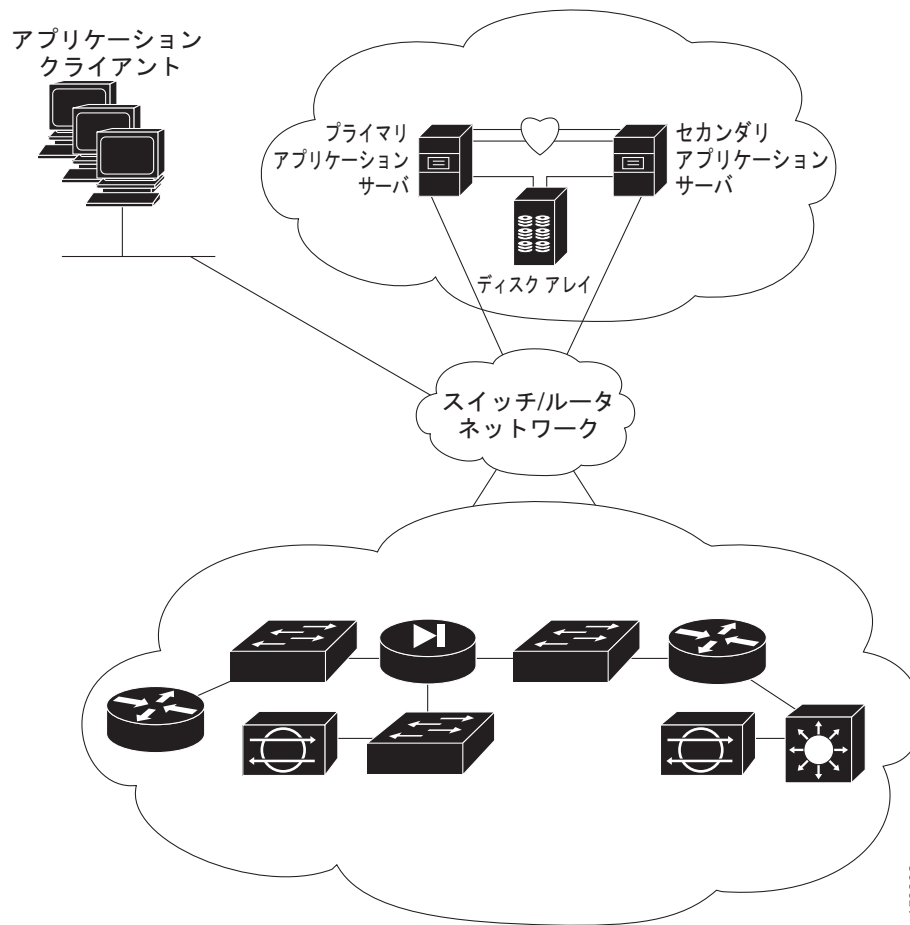 アプリケーション
クライアント
プライマリ
アプリケーション
サーバ
セカンダリ
アプリケーション
サーバ
ディスク アレイ
スイッチ/ルータ
ネットワーク